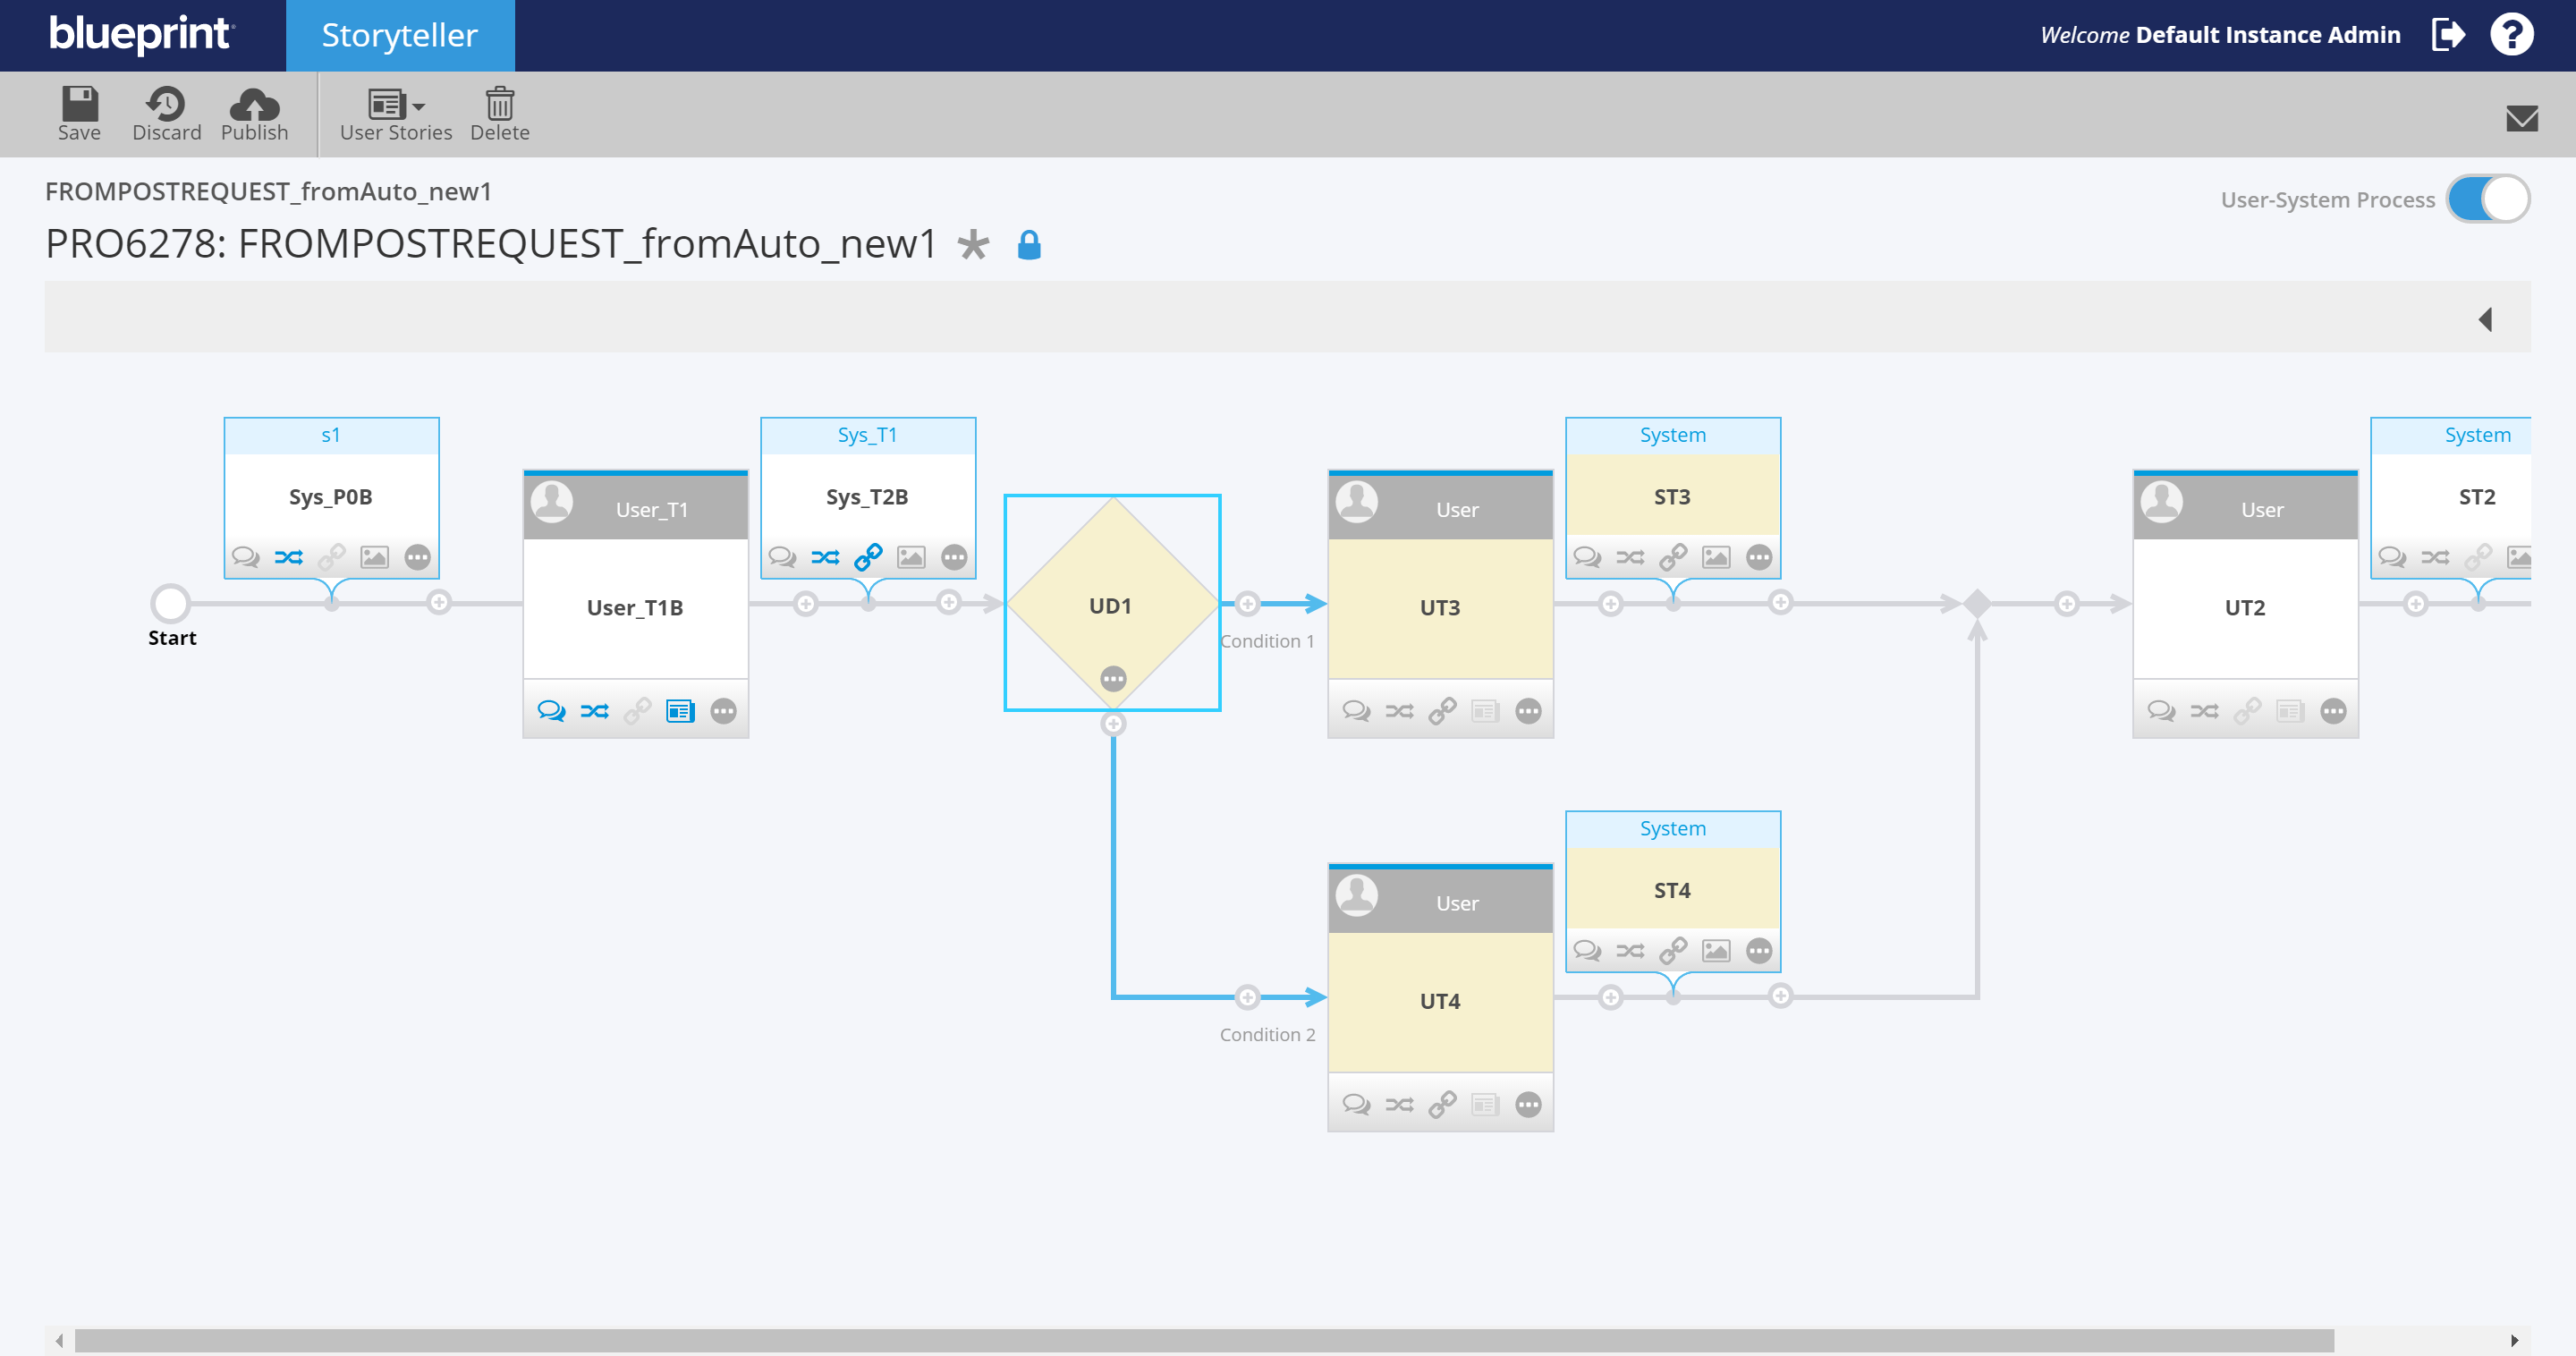 blueprint
Storyteller
Welcome Default Instance Admin
Save
Discard
Publish
User Stories
Delete
FROMPOSTREQUEST_fromAuto_new1
User-System Process
PRO6278: FROMPOSTREQUEST_fromAuto_new1 *
s1
Sys_P0B
Start
User_T1
User_T1B
Sys_T1
Sys_T2B
UD1
Condition 1
User
UT3
System
ST3
User
UT2
System
ST2
Condition 2
User
UT4
System
ST4